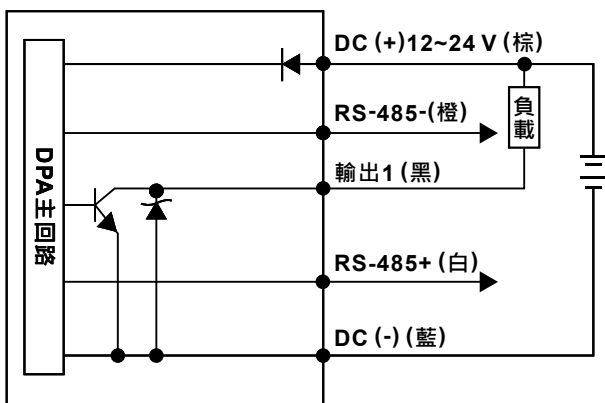 DC (+)12~24 V (棕)
RS-485-(橙)
負載
輸出1 (黑)
DPA主回路
RS-485+ (白)
DC (-) (藍)